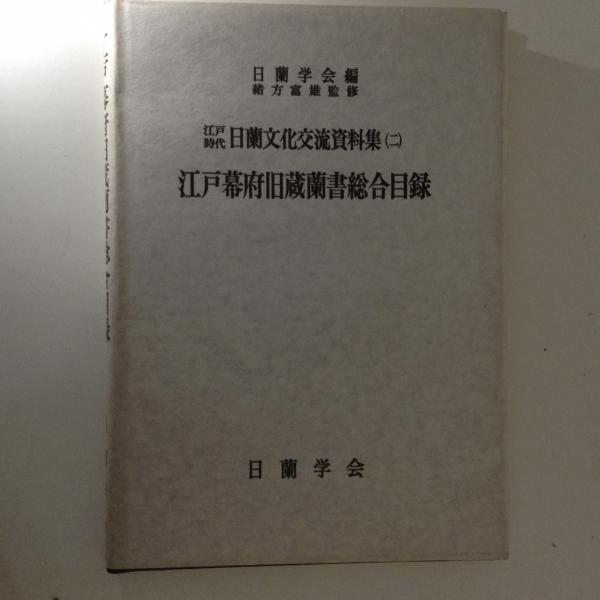 日蘭学会編
緒方富雄監修
江戸時代 日蘭文化交流資料集(二)
江戸幕府旧蔵蘭書総合目録
日蘭学会